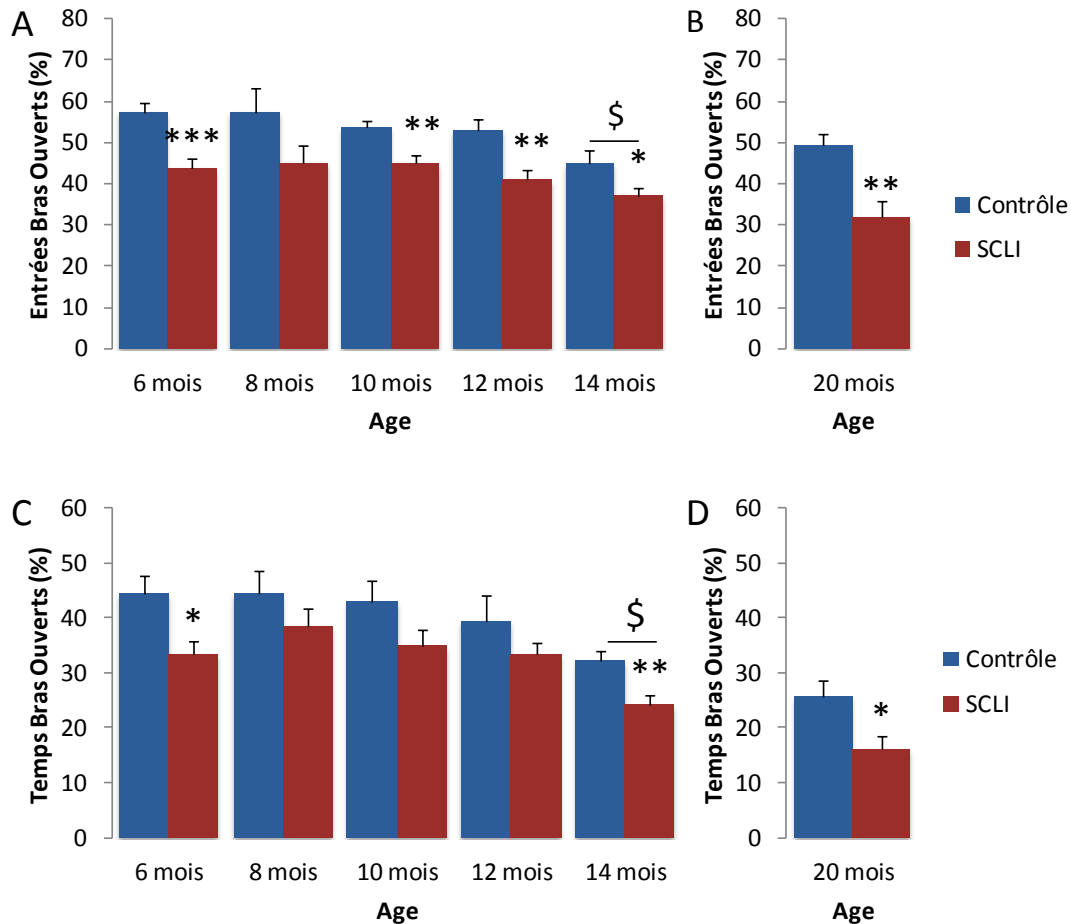 A
Entrées Bras Ouverts (%)
80
70
60
50
40
30
20
10
0
***
**
**
$
*
6 mois
8 mois
10 mois
12 mois
14 mois
Age
B
Entrées Bras Ouverts (%)
80
70
60
50
40
30
20
10
0
**
20 mois
Age
Contrôle
SCLI
C
Temps Bras Ouverts (%)
60
50
40
30
20
10
0
*
$
**
6 mois
8 mois
10 mois
12 mois
14 mois
Age
D
Temps Bras Ouverts (%)
60
50
40
30
20
10
0
*
20 mois
Age
Contrôle
SCLI